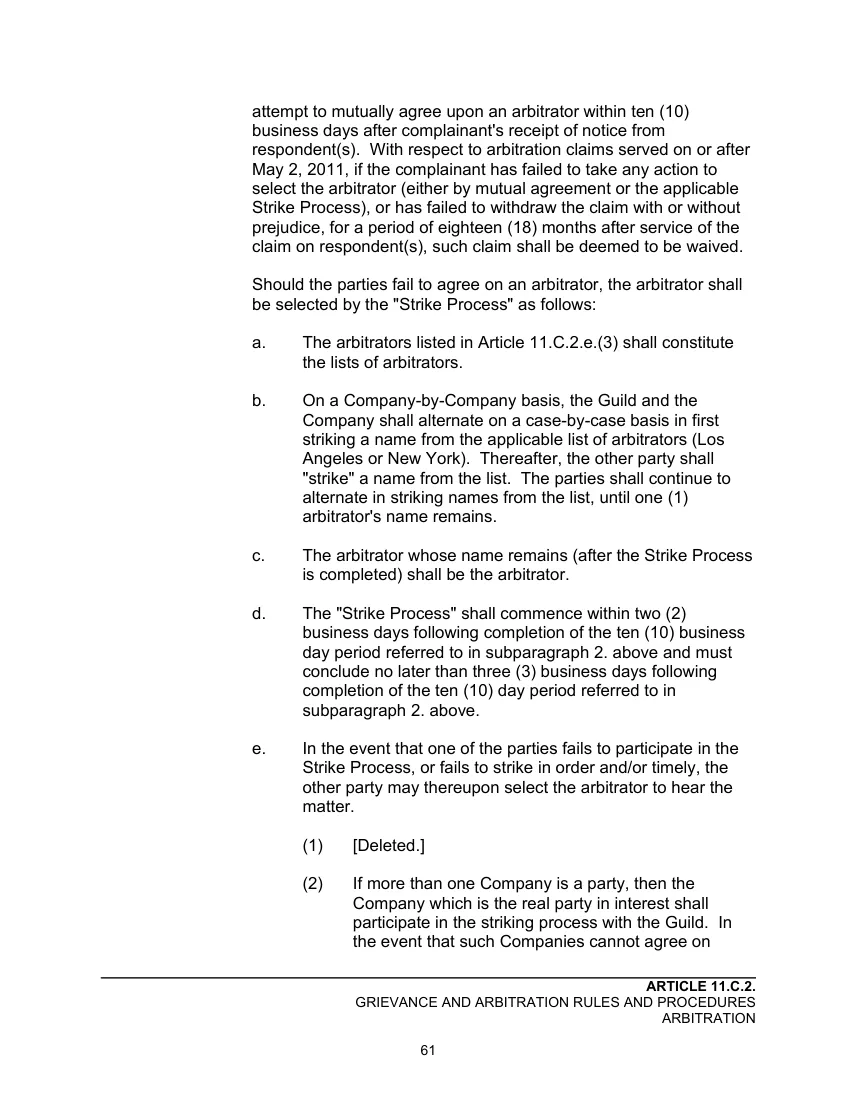 attempt to mutually agree upon an arbitrator within ten (10)
business days after complainant's receipt of notice from
respondent(s).  With respect to arbitration claims served on or after
May 2, 2011, if the complainant has failed to take any action to
select the arbitrator (either by mutual agreement or the applicable
Strike Process), or has failed to withdraw the claim with or without
prejudice, for a period of eighteen (18) months after service of the
claim on respondent(s), such claim shall be deemed to be waived.
Should the parties fail to agree on an arbitrator, the arbitrator shall
be selected by the "Strike Process" as follows:
a. The arbitrators listed in Article 11.C.2.e.(3) shall constitute
the lists of arbitrators.
b. On a Company-by-Company basis, the Guild and the
Company shall alternate on a case-by-case basis in first
striking a name from the applicable list of arbitrators (Los
Angeles or New York).  Thereafter, the other party shall
"strike" a name from the list.  The parties shall continue to
alternate in striking names from the list, until one (1)
arbitrator's name remains.
c. The arbitrator whose name remains (after the Strike Process
is completed) shall be the arbitrator.
d. The "Strike Process" shall commence within two (2)
business days following completion of the ten (10) business
day period referred to in subparagraph 2. above and must
conclude no later than three (3) business days following
completion of the ten (10) day period referred to in
subparagraph 2. above.
e. In the event that one of the parties fails to participate in the
Strike Process, or fails to strike in order and/or timely, the
other party may thereupon select the arbitrator to hear the
matter.
(1) [Deleted.]
(2) If more than one Company is a party, then the
Company which is the real party in interest shall
participate in the striking process with the Guild.  In
the event that such Companies cannot agree on
ARTICLE 11.C.2.
GRIEVANCE AND ARBITRATION RULES AND PROCEDURES
ARBITRATION
61